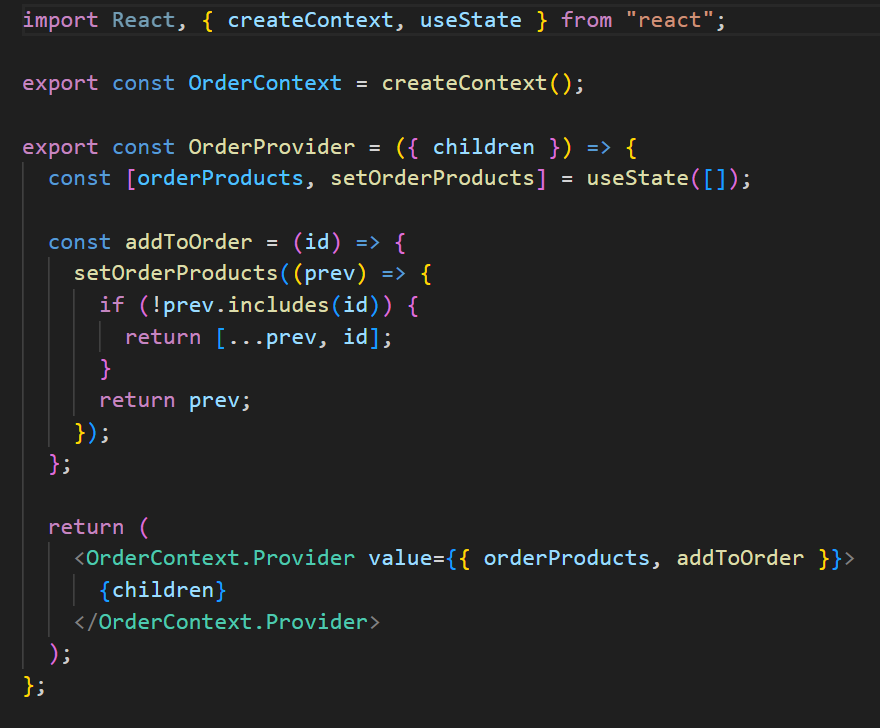 import React, { createContext, useState } from "react";
export const OrderContext = createContext();
export const OrderProvider = ({ children }) => {
const [orderProducts, setOrderProducts] = useState([]);
const addToOrder = (id) => {
setOrderProducts((prev) => {
if (!prev.includes(id)) {
return [...prev, id];
}
return prev;
});
};
return (
<OrderContext.Provider value={{ orderProducts, addToOrder }}>
{children}
</OrderContext.Provider>
);
};